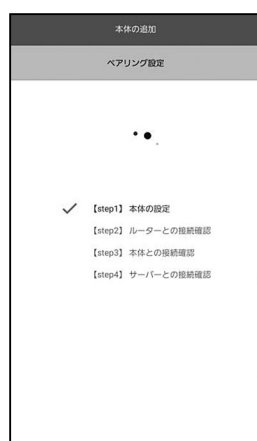 本体の追加
ペアリング設定
【step1】本体の設定
【step2】ルーターとの接続確認
【step3】本体との接続確認
【step4】サーバーとの接続確認